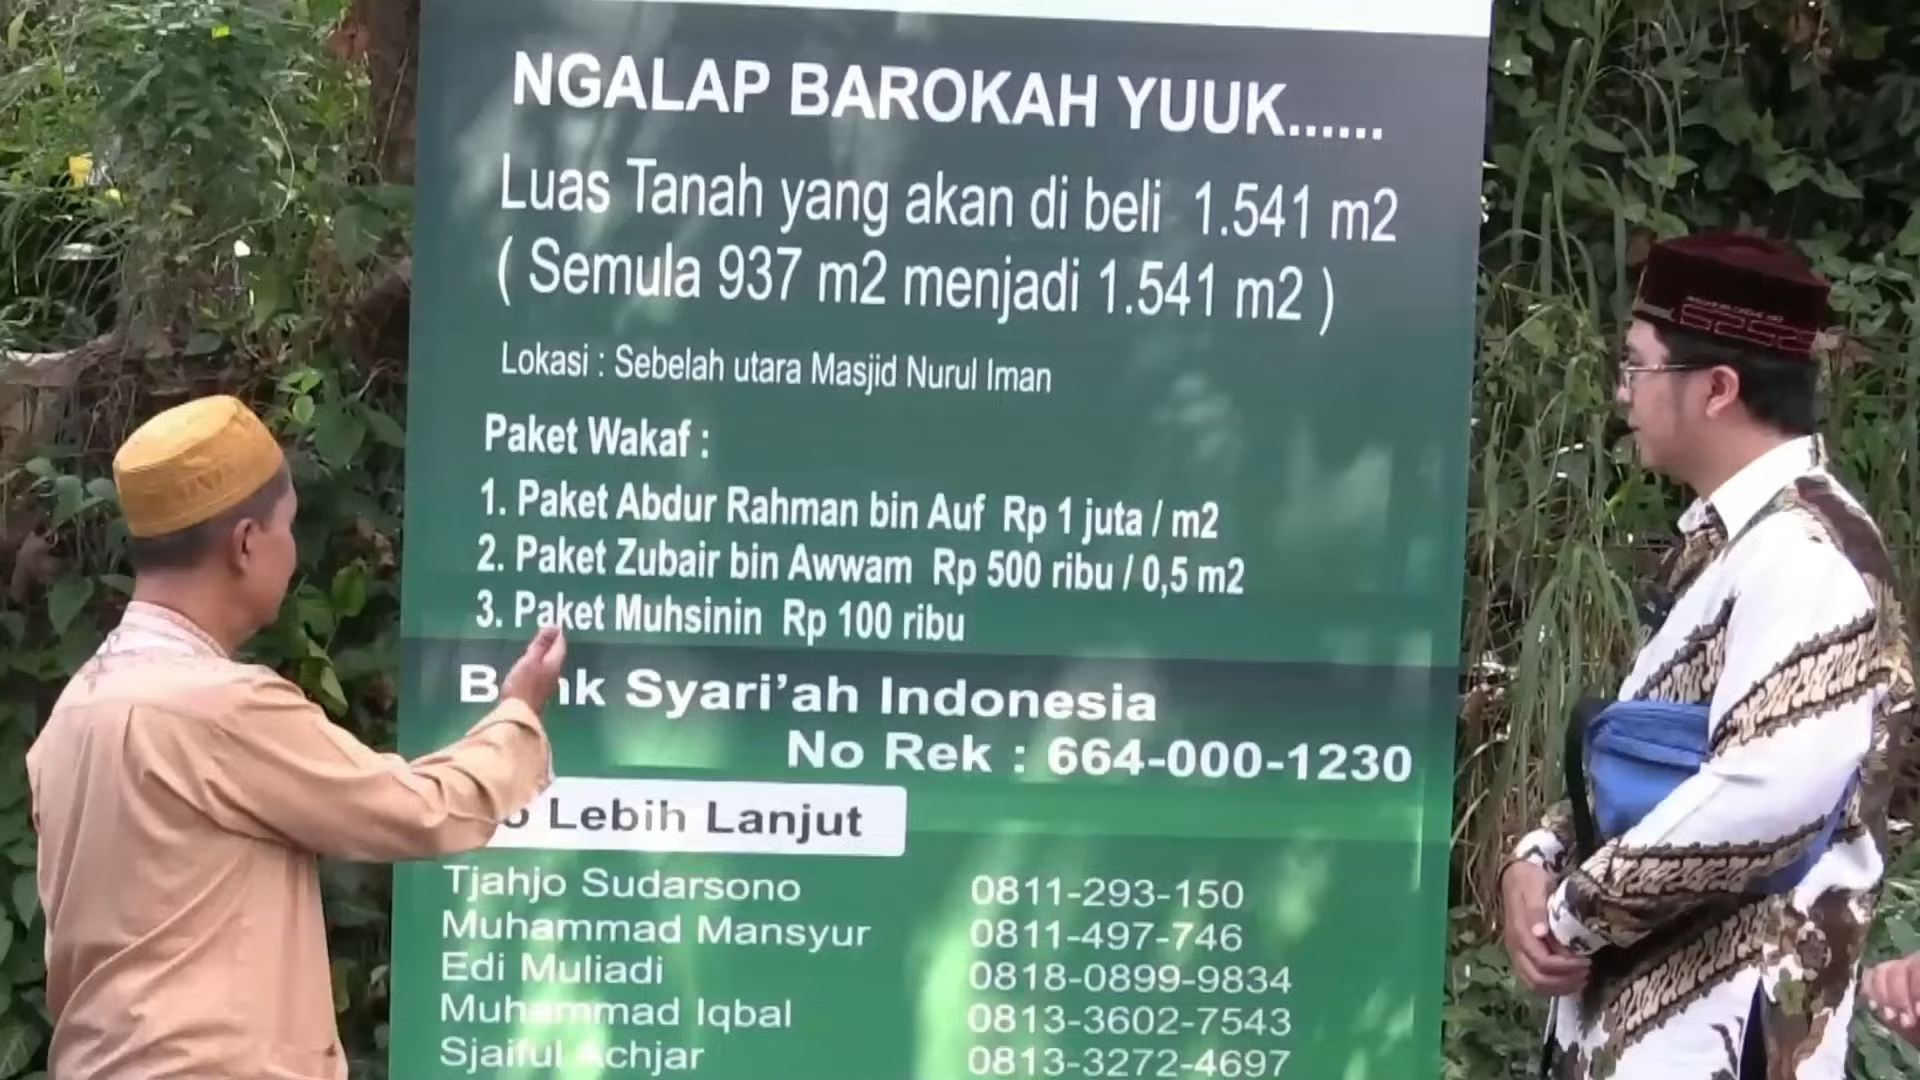 NGALAP BAROKAH YUUK......
Luas Tanah yang akan di beli 1.541 m2
( Semula 937 m2 menjadi 1.541 m2 )
Lokasi : Sebelah utara Masjid Nurul Iman
Paket Wakaf :
1. Paket Abdur Rahman bin Auf Rp 1 juta / m2
2. Paket Zubair bin Awwam Rp 500 ribu / 0,5 m2
3. Paket Muhsinin Rp 100 ribu
Bank Syari'ah Indonesia
No Rek : 664-000-1230
Lebih Lanjut
Tjahjo Sudarsono 0811-293-150
Muhammad Mansyur 0811-497-746
Edi Muliadi 0818-0899-9834
Muhammad Iqbal 0813-3602-7543
Sjaiful Achjar 0813-3272-4697